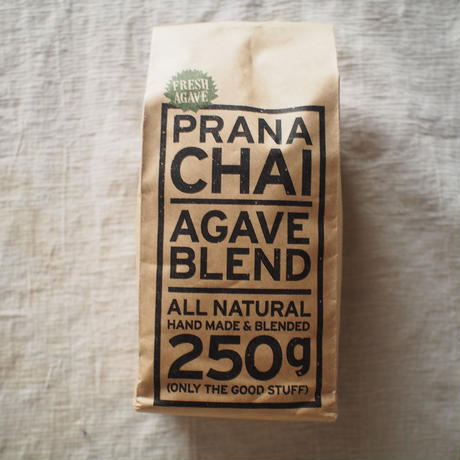 FRESH
AGAVE
PRANA
CHAI
AGAVE
BLEND
ALL NATURAL
HAND MADE & BLENDED
250g
(ONLY THE GOOD STUFF)